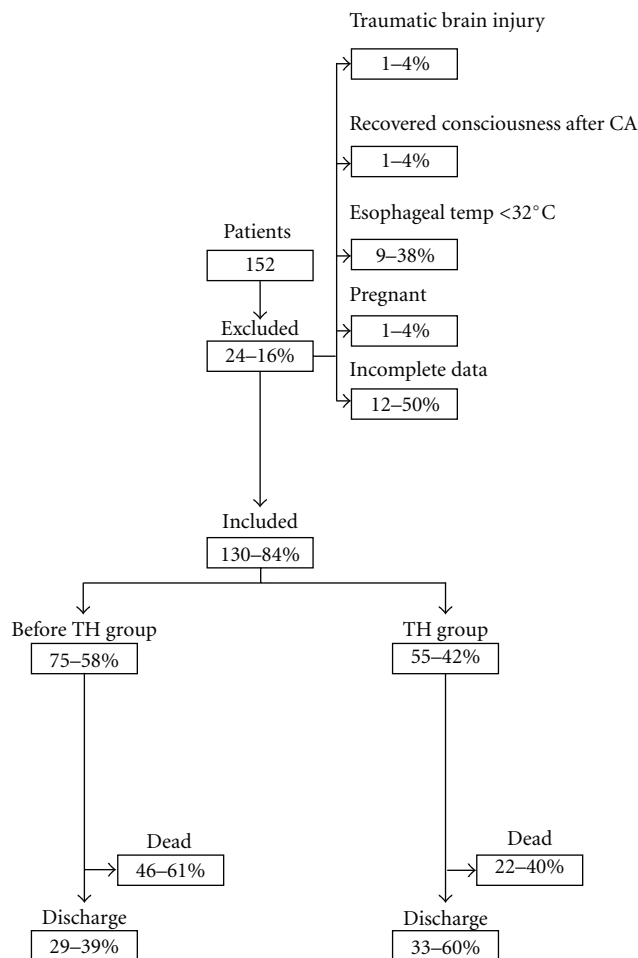 Traumatic brain injury
1–4%
Recovered consciousness after CA
1–4%
Esophageal temp <32°C
9–38%
Patients
152
Pregnant
1–4%
Excluded
24–16%
Incomplete data
12–50%
Included
130–84%
Before TH group
75–58%
TH group
55–42%
Dead
46–61%
Dead
22–40%
Discharge
29–39%
Discharge
33–60%